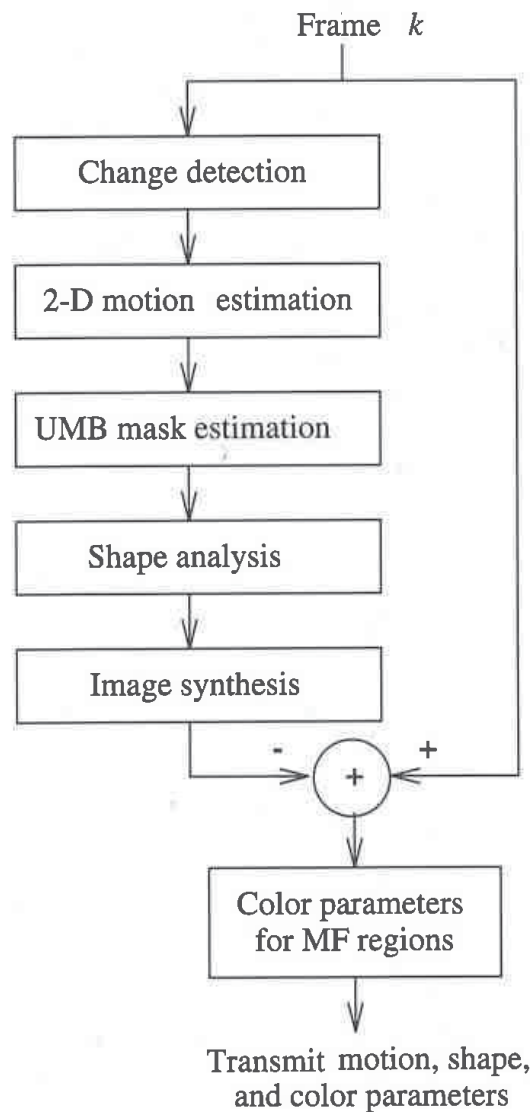 Frame k
Change detection
2-D motion estimation
UMB mask estimation
Shape analysis
Image synthesis
- +
+
Color parameters
for MF regions
Transmit motion, shape,
and color parameters